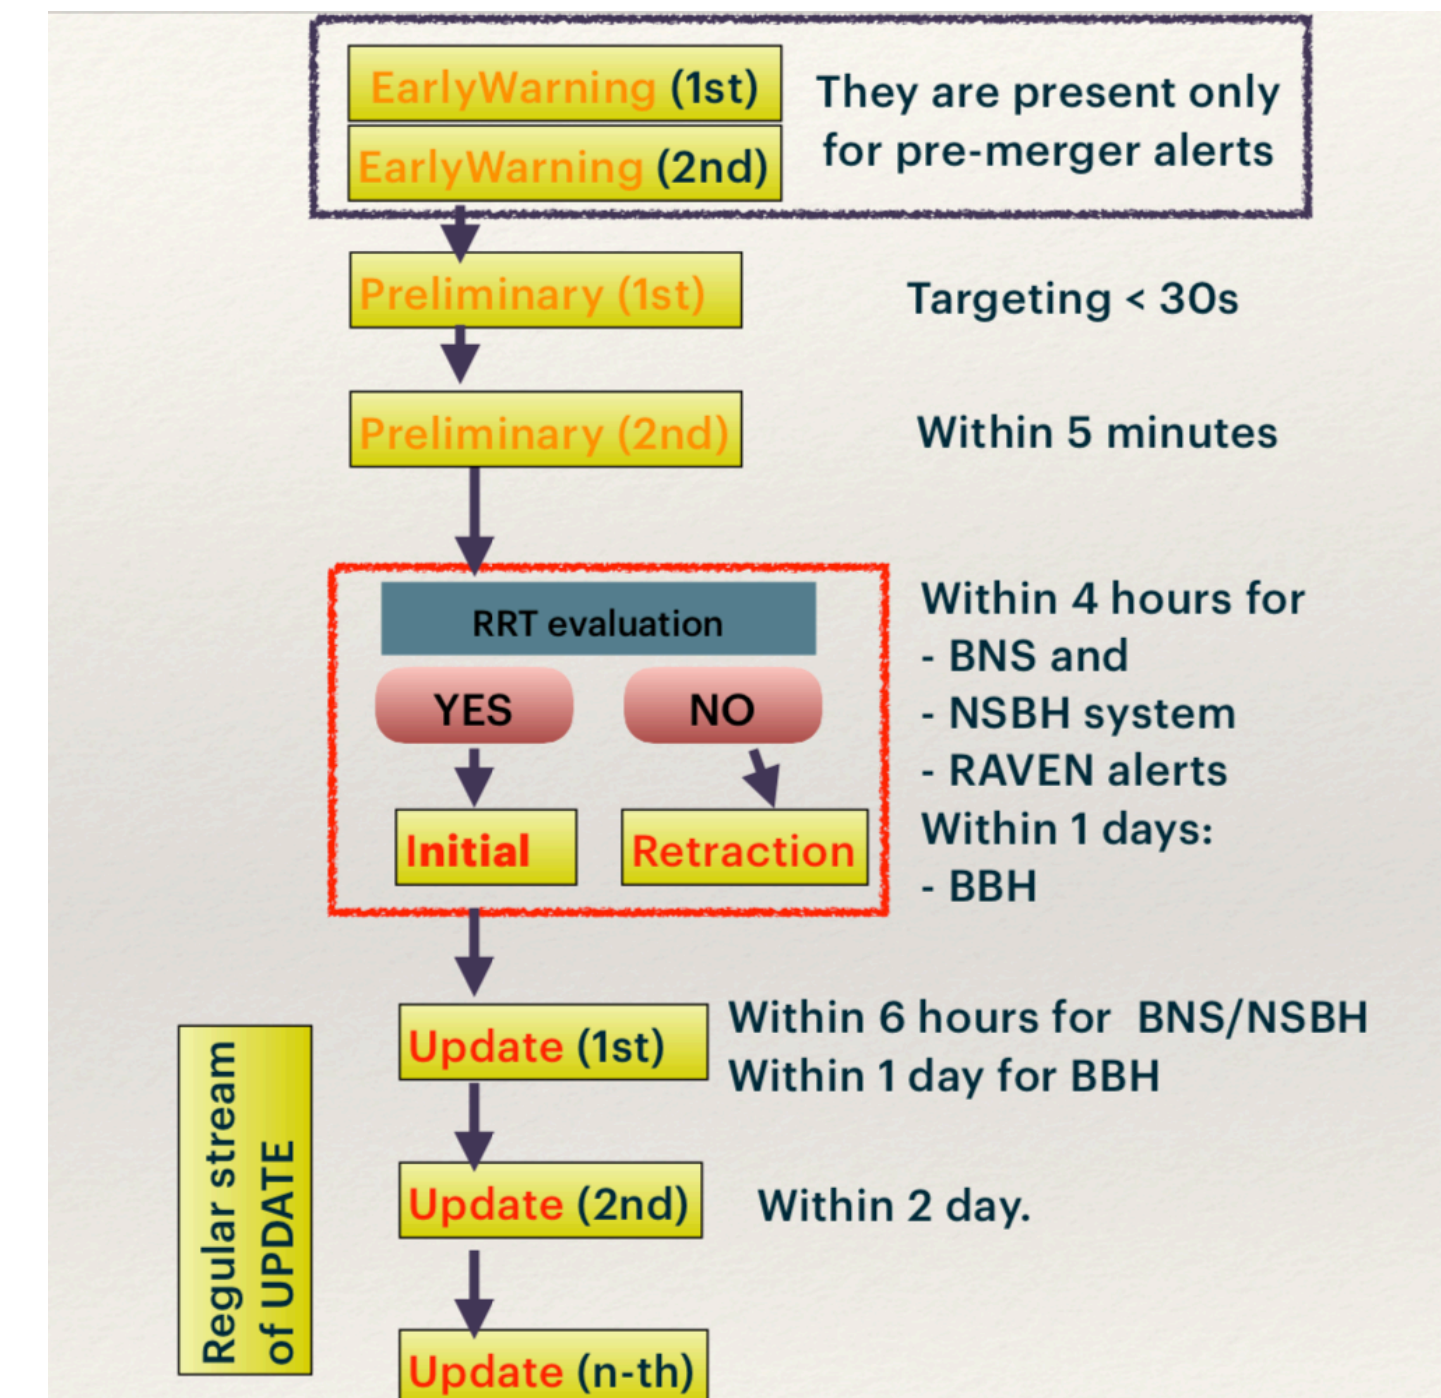 EarlyWarning (1st)
EarlyWarning (2nd)
They are present only
for pre-merger alerts
Preliminary (1st)
Targeting < 30s
Preliminary (2nd)
Within 5 minutes
RRT evaluation
YES
NO
Initial
Retraction
Within 4 hours for
- BNS and
- NSBH system
- RAVEN alerts
Within 1 days:
- BBH
Update (1st)
Within 6 hours for BNS/NSBH
Within 1 day for BBH
Update (2nd)
Within 2 day.
Update (n-th)
Regular stream
of UPDATE